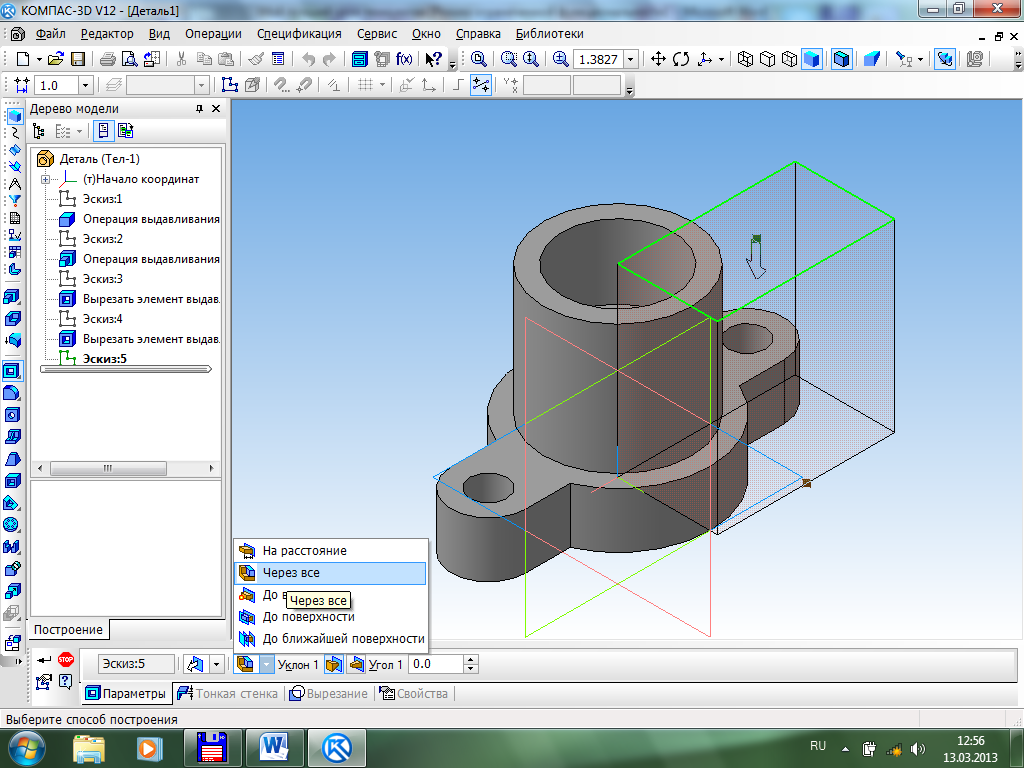 КОМПАС-3D V12 - [Деталь1]
Файл Редактор Вид Операции Спецификация Сервис Окно Справка Библиотеки
1.3827
1.0
Дерево модели
Деталь (Тел-1)
(т)Начало координат
Эскиз:1
Операция выдавливания
Эскиз:2
Операция выдавливания
Эскиз:3
Вырезать элемент выдав
Эскиз:4
Вырезать элемент выдав
Эскиз:5
Построение
На расстояние
Через все
До в
Через все
До поверхности
До ближайшей поверхности
STOP
Эскиз:5 Уклон 1 Угол 1 0.0
Параметры Тонкая стенка Вырезание Свойства
Выберите способ построения
RU
12:56
13.03.2013